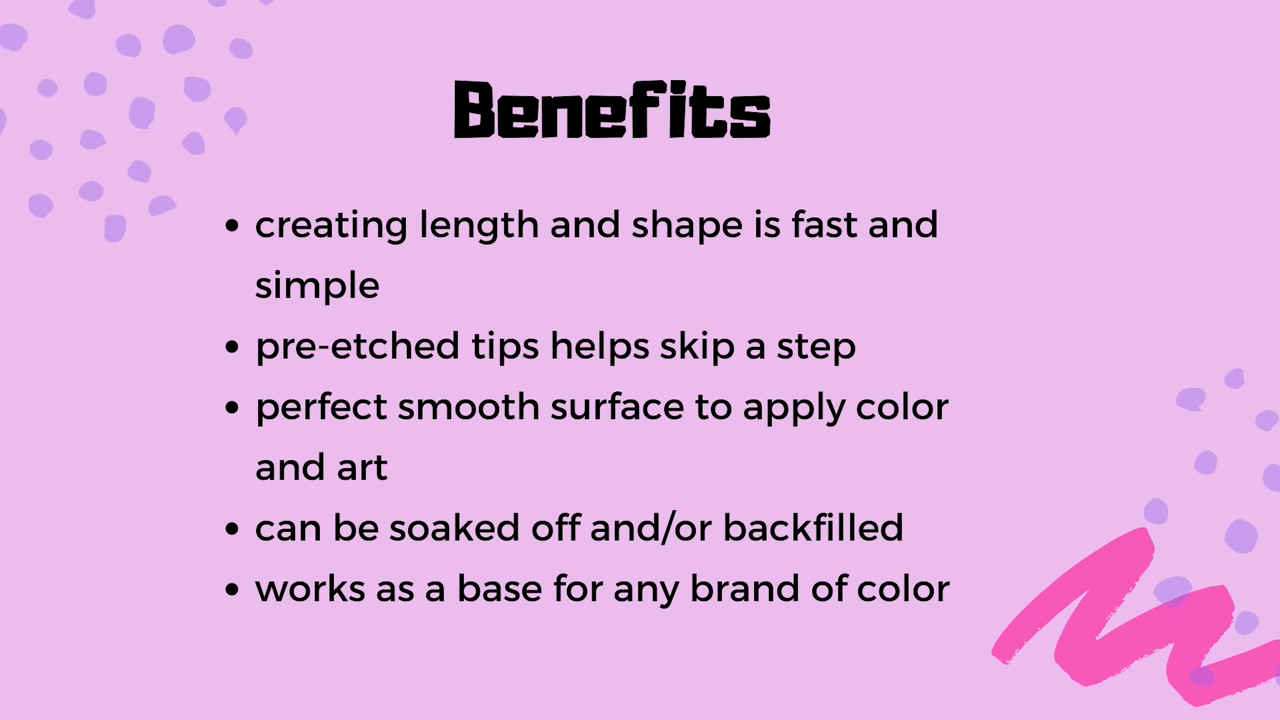 Benefits
• creating length and shape is fast and
simple
• pre-etched tips helps skip a step
• perfect smooth surface to apply color
and art
• can be soaked off and/or backfilled
• works as a base for any brand of color